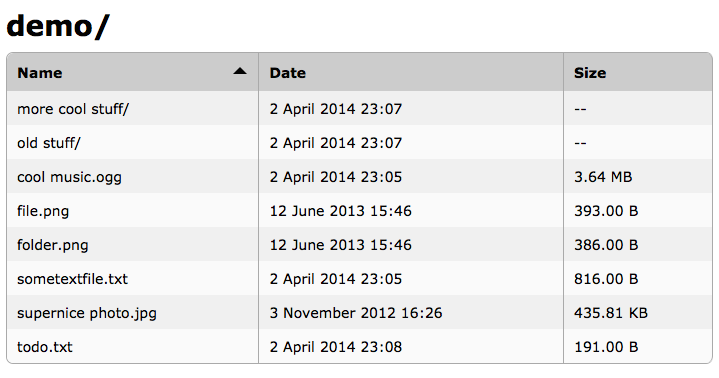 demo/
Name Date Size
more cool stuff/ 2 April 2014 23:07 --
old stuff/ 2 April 2014 23:07 --
cool music.ogg 2 April 2014 23:05 3.64 MB
file.png 12 June 2013 15:46 393.00 B
folder.png 12 June 2013 15:46 386.00 B
sometextfile.txt 2 April 2014 23:05 816.00 B
supernice photo.jpg 3 November 2012 16:26 435.81 KB
todo.txt 2 April 2014 23:08 191.00 B